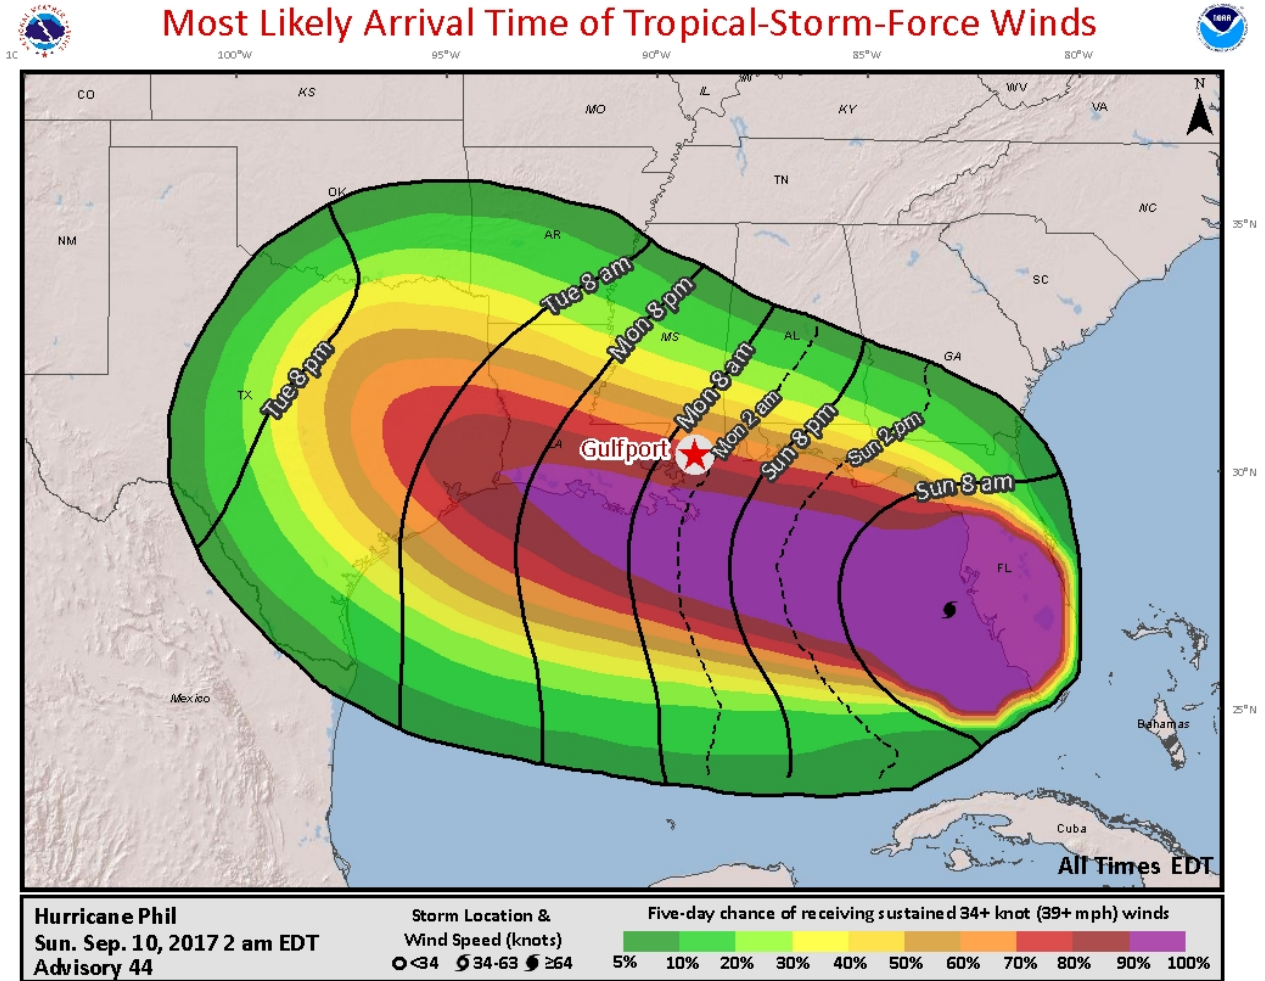 Most Likely Arrival Time of Tropical-Storm-Force Winds
NOAA
100°W 95°W 90°W 85°W 80°W
N
CO KS MO IL KY WV VA
OK AR TN NC
NM 35°N
SC
Tue 8 am
Mon 8 pm
MS AL GA
Tue 8 pm Mon 8 am
TX Mon 2 am
Sun 8 pm Sun 2 pm
LA
Gulfport
30°N
Sun 8 am
FL
Mexico
25°N
Bahamas
Cuba
All Times EDT
Hurricane Phil
Sun. Sep. 10, 2017 2 am EDT
Advisory 44
Storm Location &
Wind Speed (knots)
<34 34-63 ≥64
Five-day chance of receiving sustained 34+ knot (39+ mph) winds
5% 10% 20% 30% 40% 50% 60% 70% 80% 90% 100%